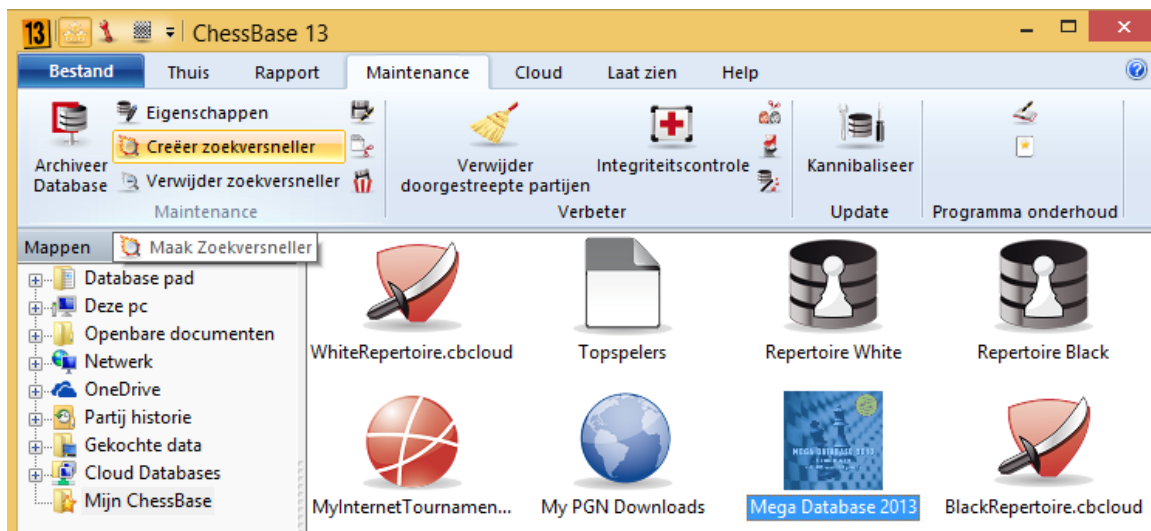 13 ChessBase 13
Bestand Thuis Rapport Maintenance Cloud Laat zien Help
Archiveer Database
Eigenschappen
Creëer zoekversneller
Verwijder zoekversneller
Maintenance
Verwijder doorgestreepte partijen
Integriteitscontrole
Verbeter
Kannibaliseer
Update
Programma onderhoud
Mappen
Maak Zoekversneller
Database pad
Deze pc
Openbare documenten
Netwerk
OneDrive
Partij historie
Gekochte data
Cloud Databases
Mijn ChessBase
WhiteRepertoire.cbcloud
Topspelers
Repertoire White
Repertoire Black
MEGA DATABASE 2013
MyInternetTournamen...
My PGN Downloads
Mega Database 2013
BlackRepertoire.cbcloud